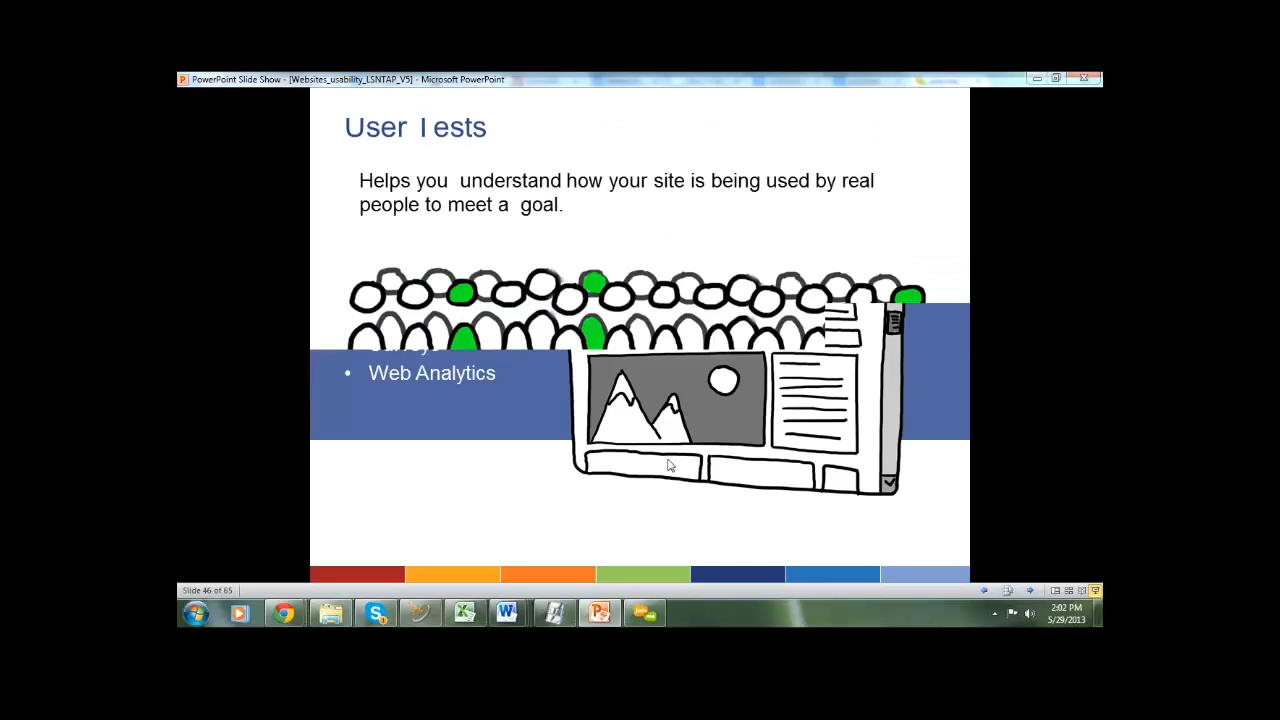 PowerPoint Slide Show - [Websites_usability_LSNTAP_V5] - Microsoft PowerPoint
User Tests
Helps you understand how your site is being used by real
people to meet a goal.
Surveys
• Web Analytics
Slide 46 of 65
2:02 PM
5/29/2013